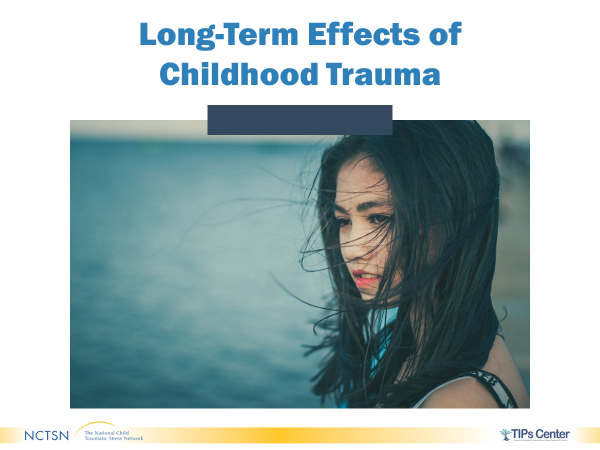 Long-Term Effects of
Childhood Trauma
NCTSN
The National Child
Traumatic Stress Network
TIPs Center